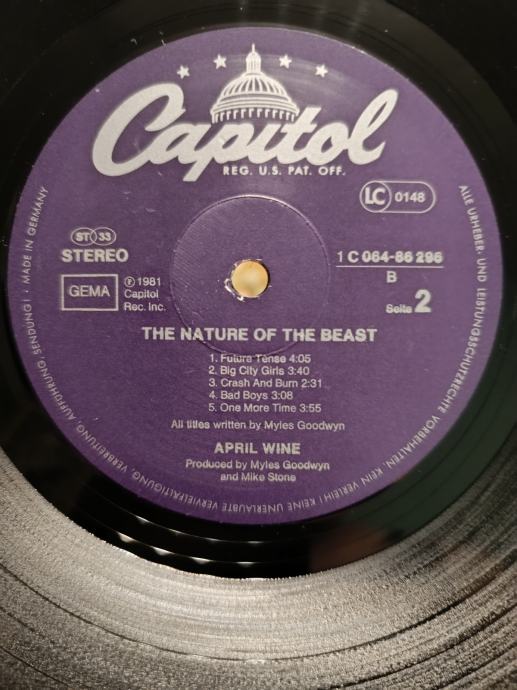 Capitol
REG. U.S. PAT. OFF.
LC 0148
ST 33
STEREO
GEMA
Ⓟ 1981
Capitol
Rec. Inc.
1 C 064-86 296
B
Seite 2
THE NATURE OF THE BEAST
1. Future Tense 4:05
2. Big City Girls 3:40
3. Crash And Burn 2:31
4. Bad Boys 3:08
5. One More Time 3:55
All titles written by Myles Goodwyn
APRIL WINE
Produced by Myles Goodwyn
and Mike Stone
ALLE URHEBER- UND LEISTUNGSSCHUTZRECHTE VORBEHALTEN. KEIN VERLEIH! KEINE UNERLAUBTE VERVIELFÄLTIGUNG, VERBREITUNG, AUFFÜHRUNG, SENDUNG! · MADE IN GERMANY